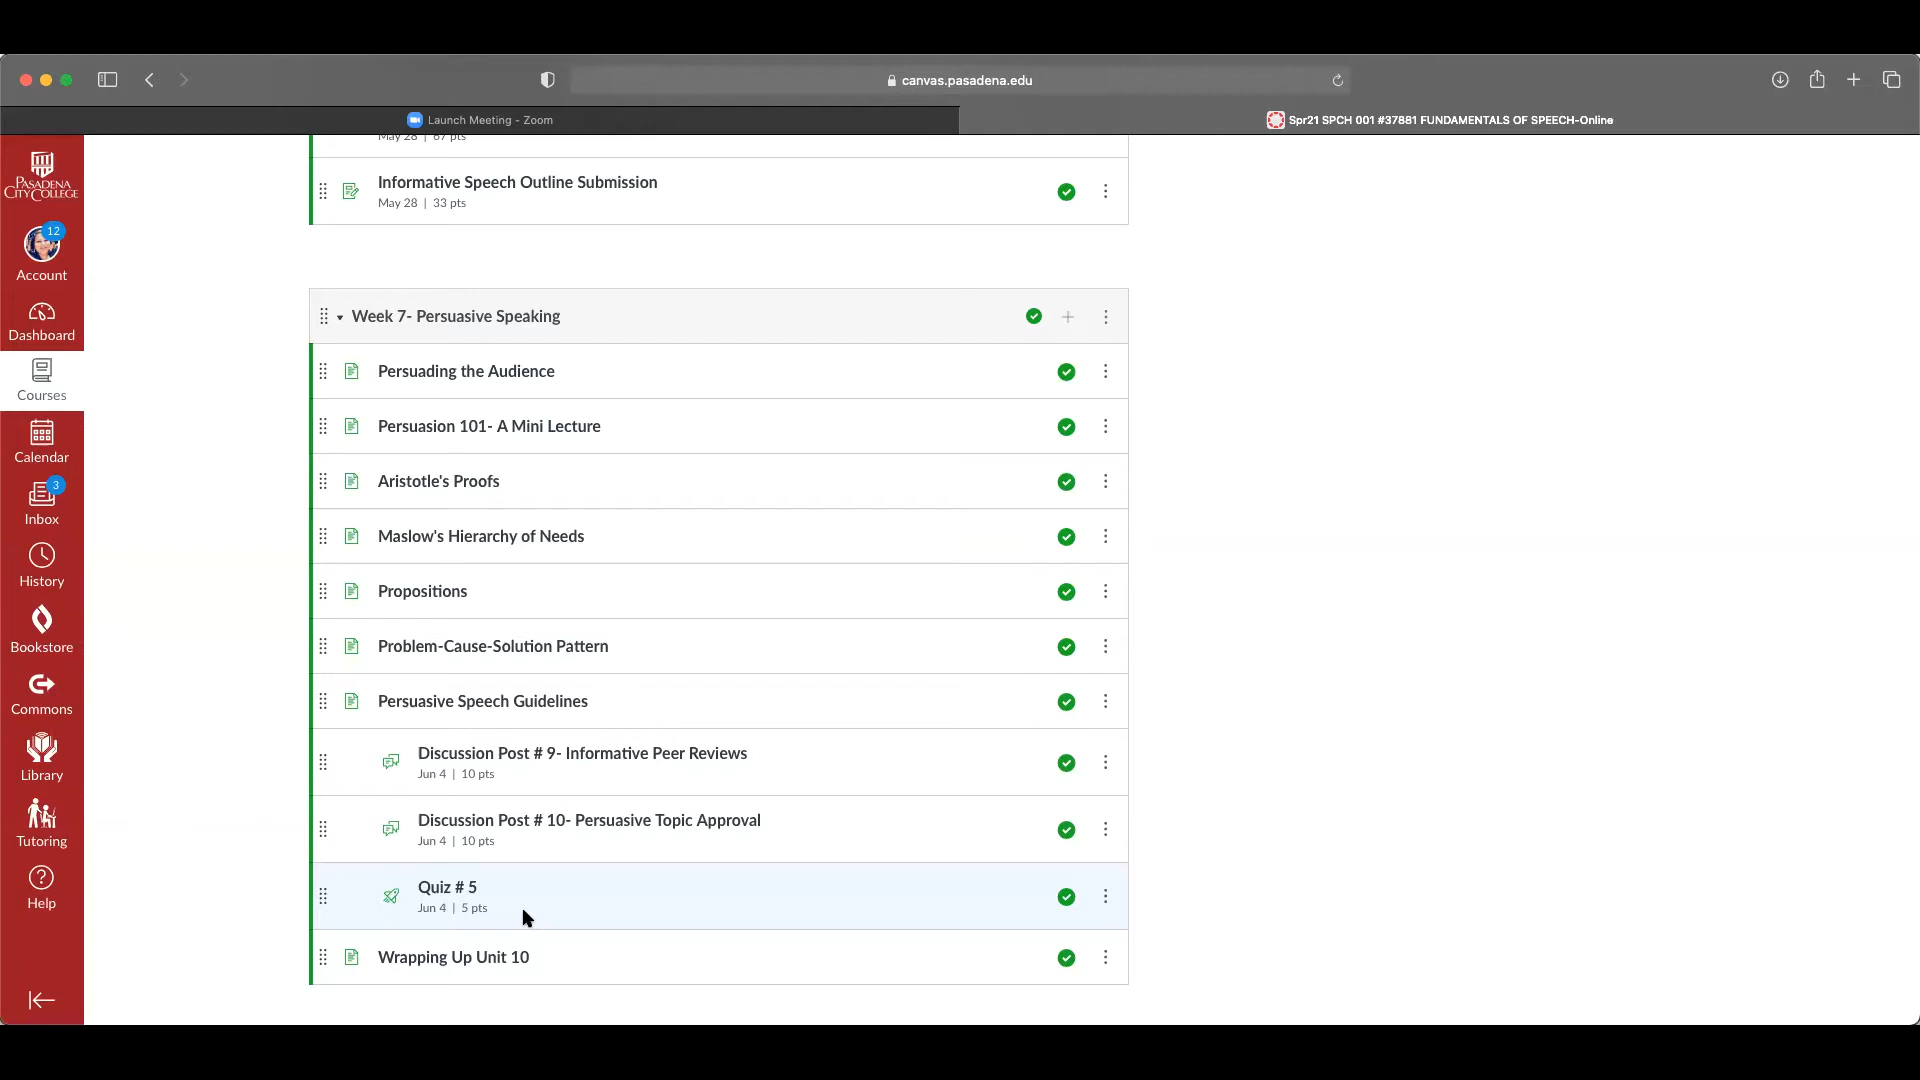 canvas.pasadena.edu
Launch Meeting - Zoom
Spr21 SPCH 001 #37881 FUNDAMENTALS OF SPEECH-Online
PASADENA
CITY COLLEGE
12
Account
Dashboard
Courses
Calendar
3
Inbox
History
Bookstore
Commons
Library
Tutoring
Help
May 28 | 67 pts
Informative Speech Outline Submission
May 28 | 33 pts
Week 7- Persuasive Speaking
Persuading the Audience
Persuasion 101- A Mini Lecture
Aristotle's Proofs
Maslow's Hierarchy of Needs
Propositions
Problem-Cause-Solution Pattern
Persuasive Speech Guidelines
Discussion Post # 9- Informative Peer Reviews
Jun 4 | 10 pts
Discussion Post # 10- Persuasive Topic Approval
Jun 4 | 10 pts
Quiz # 5
Jun 4 | 5 pts
Wrapping Up Unit 10